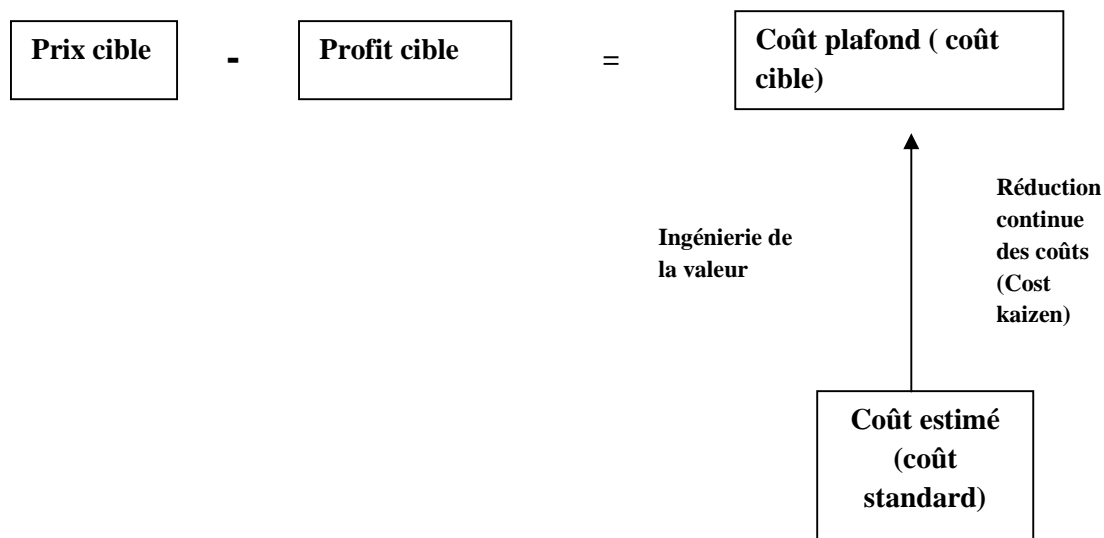 Prix cible
-
Profit cible
=
Coût plafond ( coût
cible)
Ingénierie de
la valeur
Réduction
continue
des coûts
(Cost
kaizen)
Coût estimé
(coût
standard)